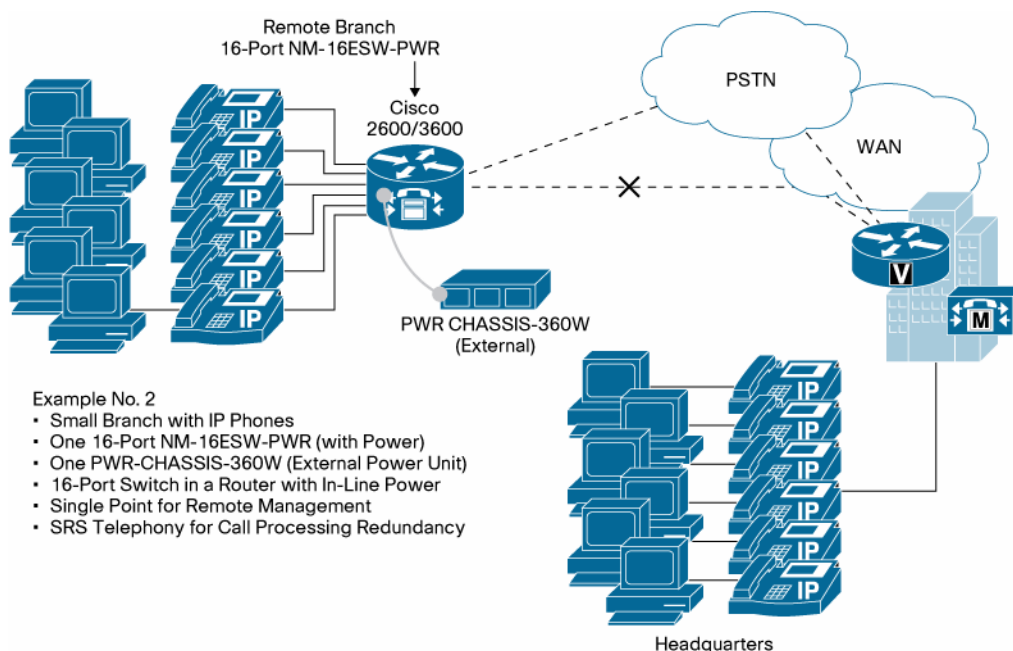 Remote Branch
16-Port NM-16ESW-PWR
Cisco
2600/3600
PSTN
WAN
IP
IP
IP
IP
IP
IP
V
M
PWR CHASSIS-360W
(External)
Example No. 2
• Small Branch with IP Phones
• One 16-Port NM-16ESW-PWR (with Power)
• One PWR-CHASSIS-360W (External Power Unit)
• 16-Port Switch in a Router with In-Line Power
• Single Point for Remote Management
• SRS Telephony for Call Processing Redundancy
IP
IP
IP
IP
IP
IP
Headquarters